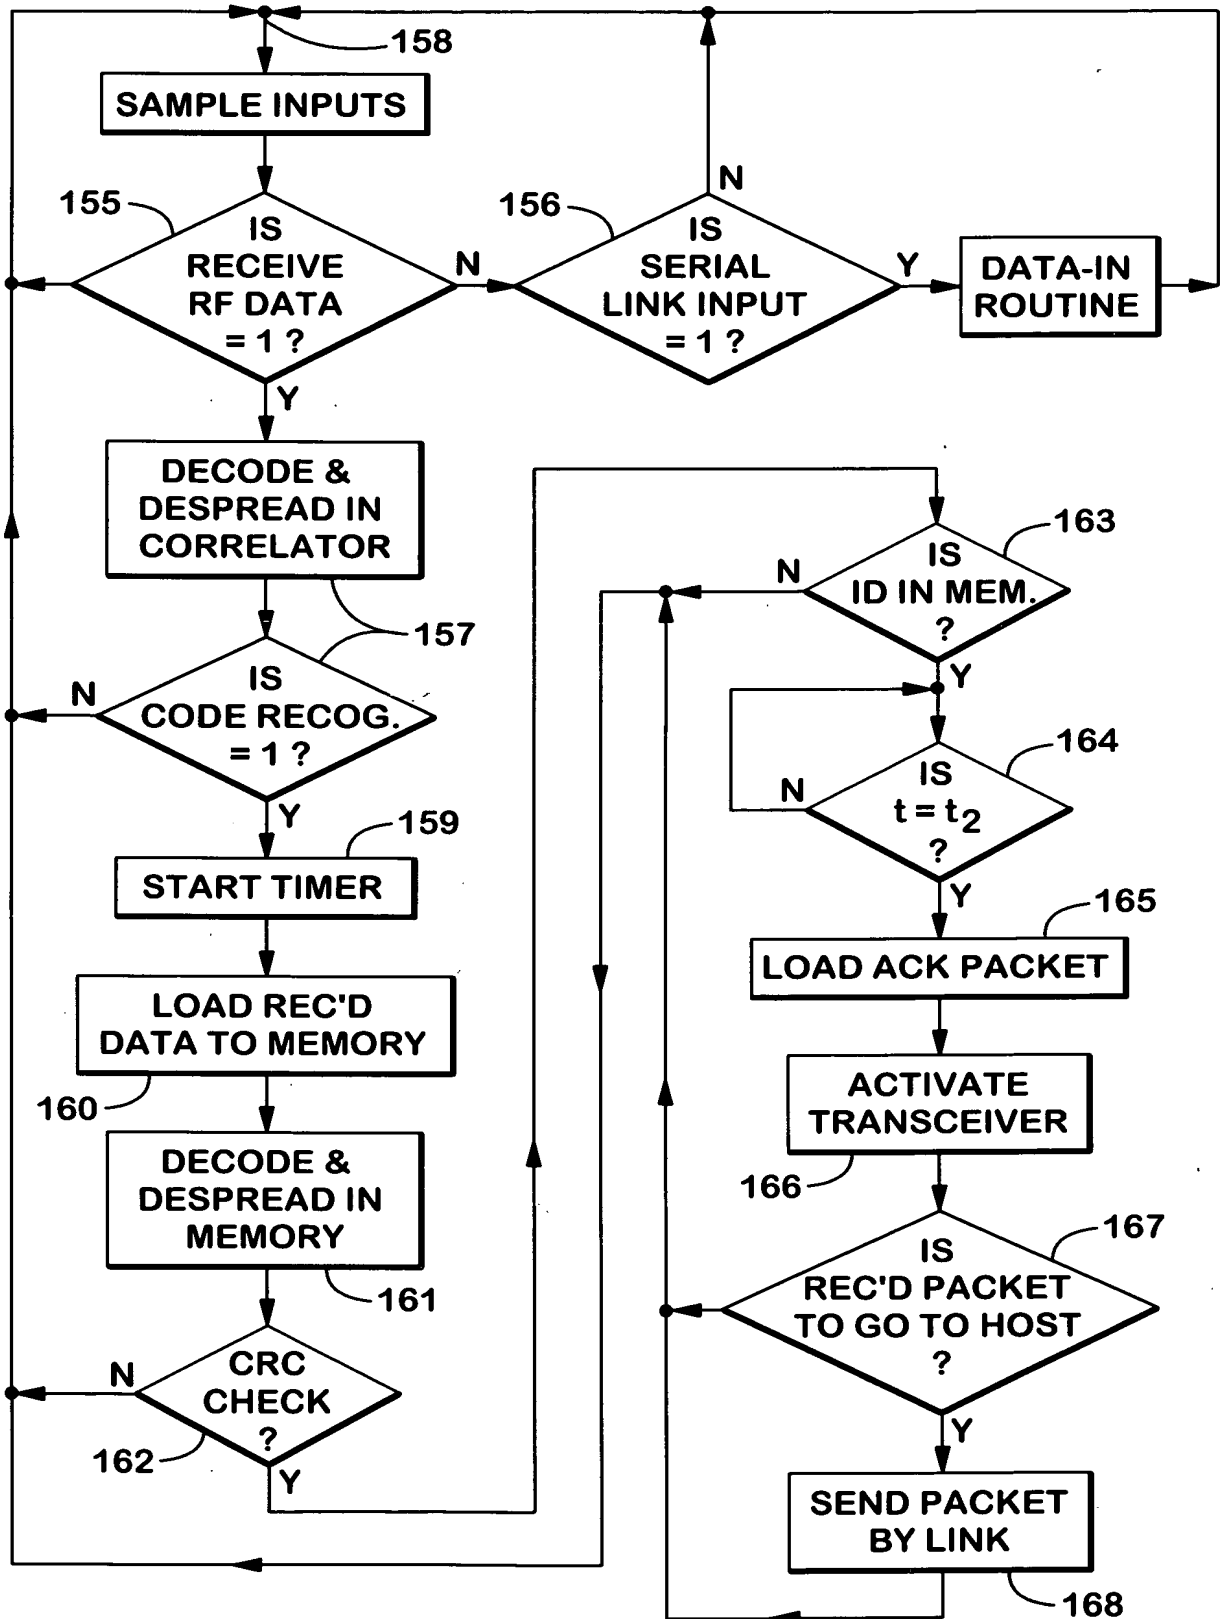 158
SAMPLE INPUTS
155
IS
RECEIVE
RF DATA
= 1 ?
N
Y
156
IS
SERIAL
LINK INPUT
= 1 ?
N
Y
DATA-IN
ROUTINE
DECODE &
DESPREAD IN
CORRELATOR
157
IS
CODE RECOG.
= 1 ?
N
Y
159
START TIMER
LOAD REC'D
DATA TO MEMORY
160
DECODE &
DESPREAD IN
MEMORY
161
CRC
CHECK
?
N
162
Y
163
IS
ID IN MEM.
?
N
Y
164
IS
t = t2
?
N
Y
165
LOAD ACK PACKET
ACTIVATE
TRANSCEIVER
166
167
IS
REC'D PACKET
TO GO TO HOST
?
Y
SEND PACKET
BY LINK
168